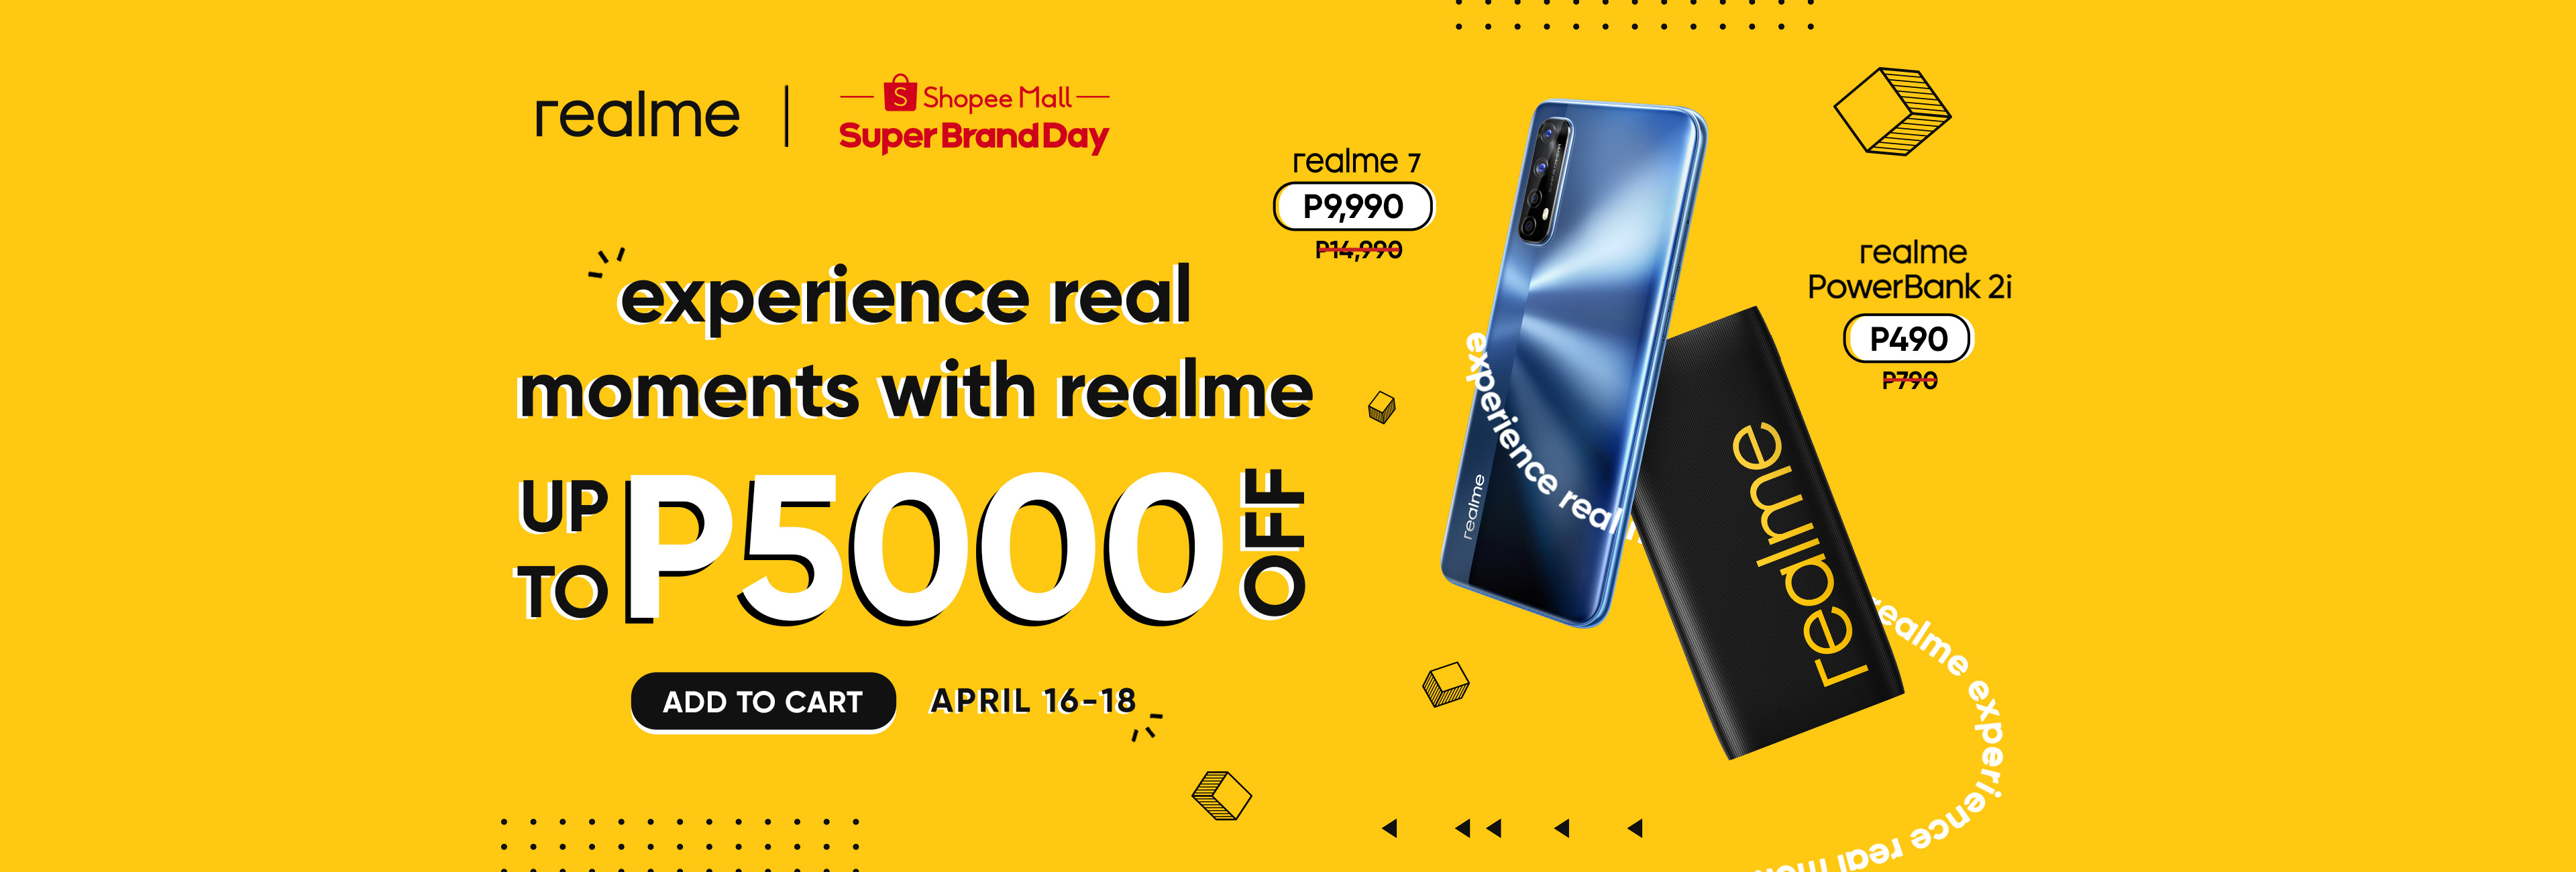 realme
S
Shopee Mall
Super Brand Day
experience real
moments with realme
UP TO P5000 OFF
ADD TO CART
APRIL 16-18
realme 7
P9,990
P14,990
realme
PowerBank 2i
P490
P790
realme
experience real
realme
realme experience real